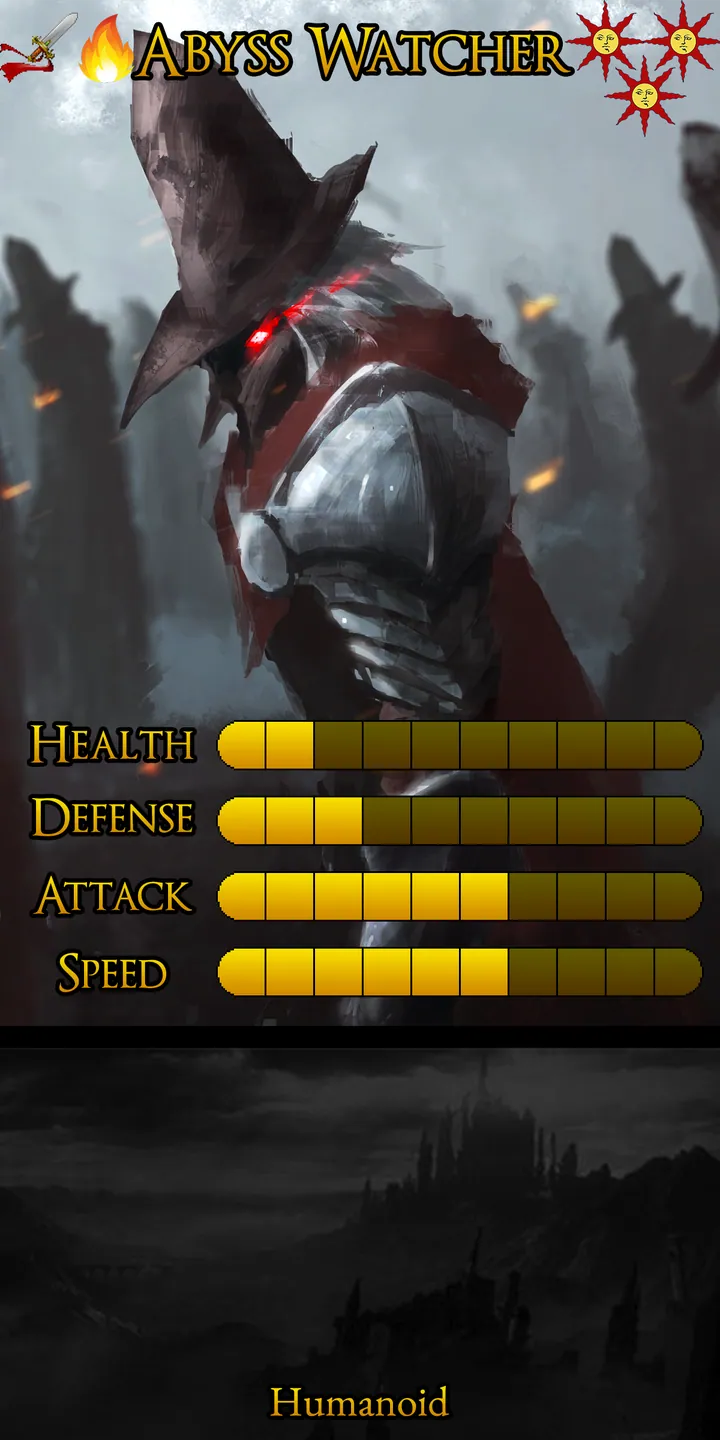 Abyss Watcher
Health
Defense
Attack
Speed
Humanoid